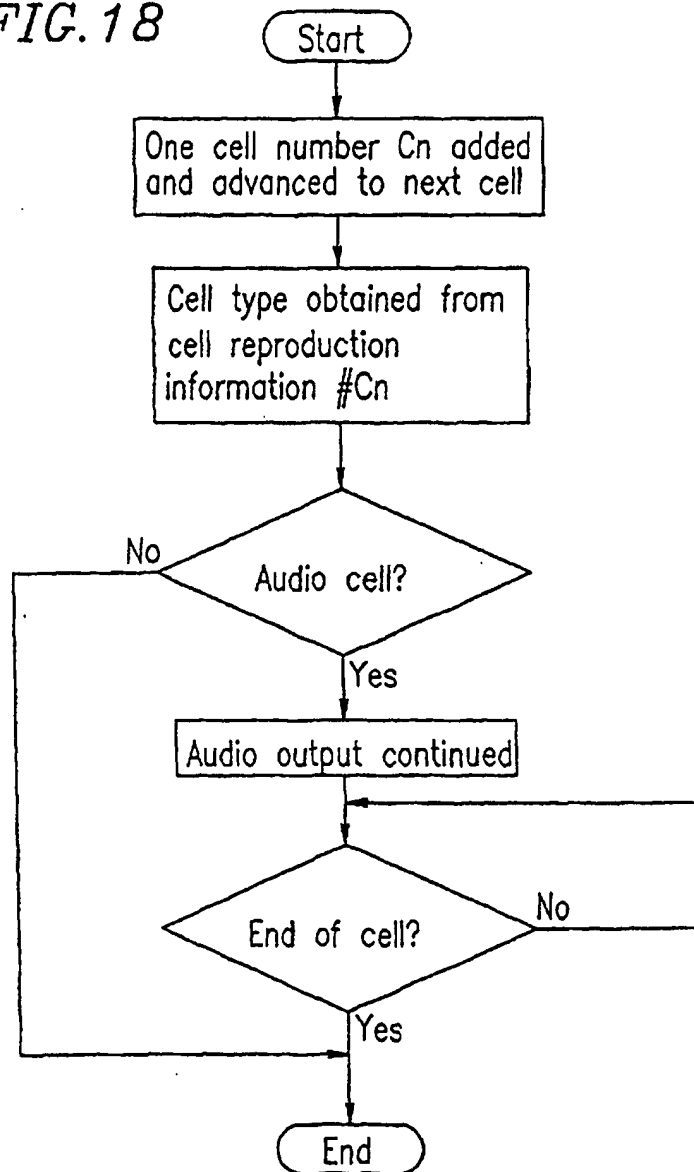 FIG.18
Start
One cell number Cn added
and advanced to next cell
Cell type obtained from
cell reproduction
information #Cn
Audio cell?
No
Yes
Audio output continued
End of cell?
No
Yes
End